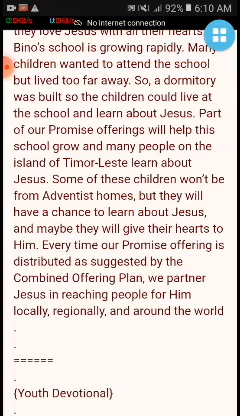 92% 6:10 AM
0:0KB/s U:0KB/s No internet connection
they love Jesus with all their hearts
Bino's school is growing rapidly. Many
children wanted to attend the school
but lived too far away. So, a dormitory
was built so the children could live at
the school and learn about Jesus. Part
of our Promise offerings will help this
school grow and many people on the
island of Timor-Leste learn about
Jesus. Some of these children won't be
from Adventist homes, but they will
have a chance to learn about Jesus,
and maybe they will give their hearts to
Him. Every time our Promise offering is
distributed as suggested by the
Combined Offering Plan, we partner
Jesus in reaching people for Him
locally, regionally, and around the world
.
.
======
.
{Youth Devotional}
.